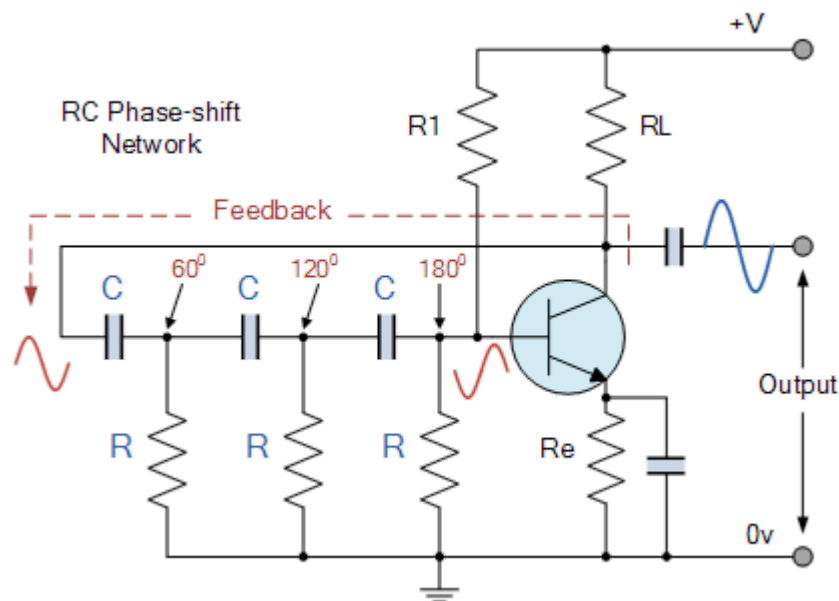 +V
RC Phase-shift
Network
R1
RL
Feedback
60⁰
120⁰
180⁰
C
C
C
Output
R
R
R
Re
0v